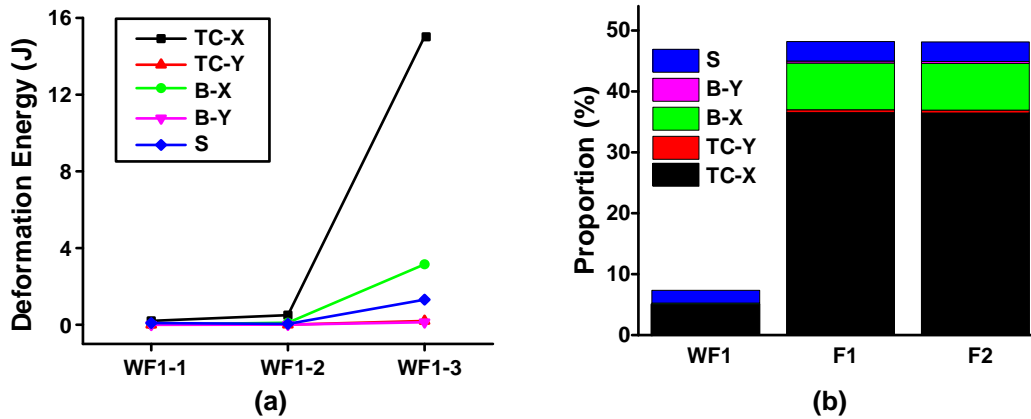 Deformation Energy (J)
16
12
8
4
0
TC-X
TC-Y
B-X
B-Y
S
WF1-1
WF1-2
WF1-3
(a)
Proportion (%)
50
40
30
20
10
0
S
B-Y
B-X
TC-Y
TC-X
WF1
F1
F2
(b)